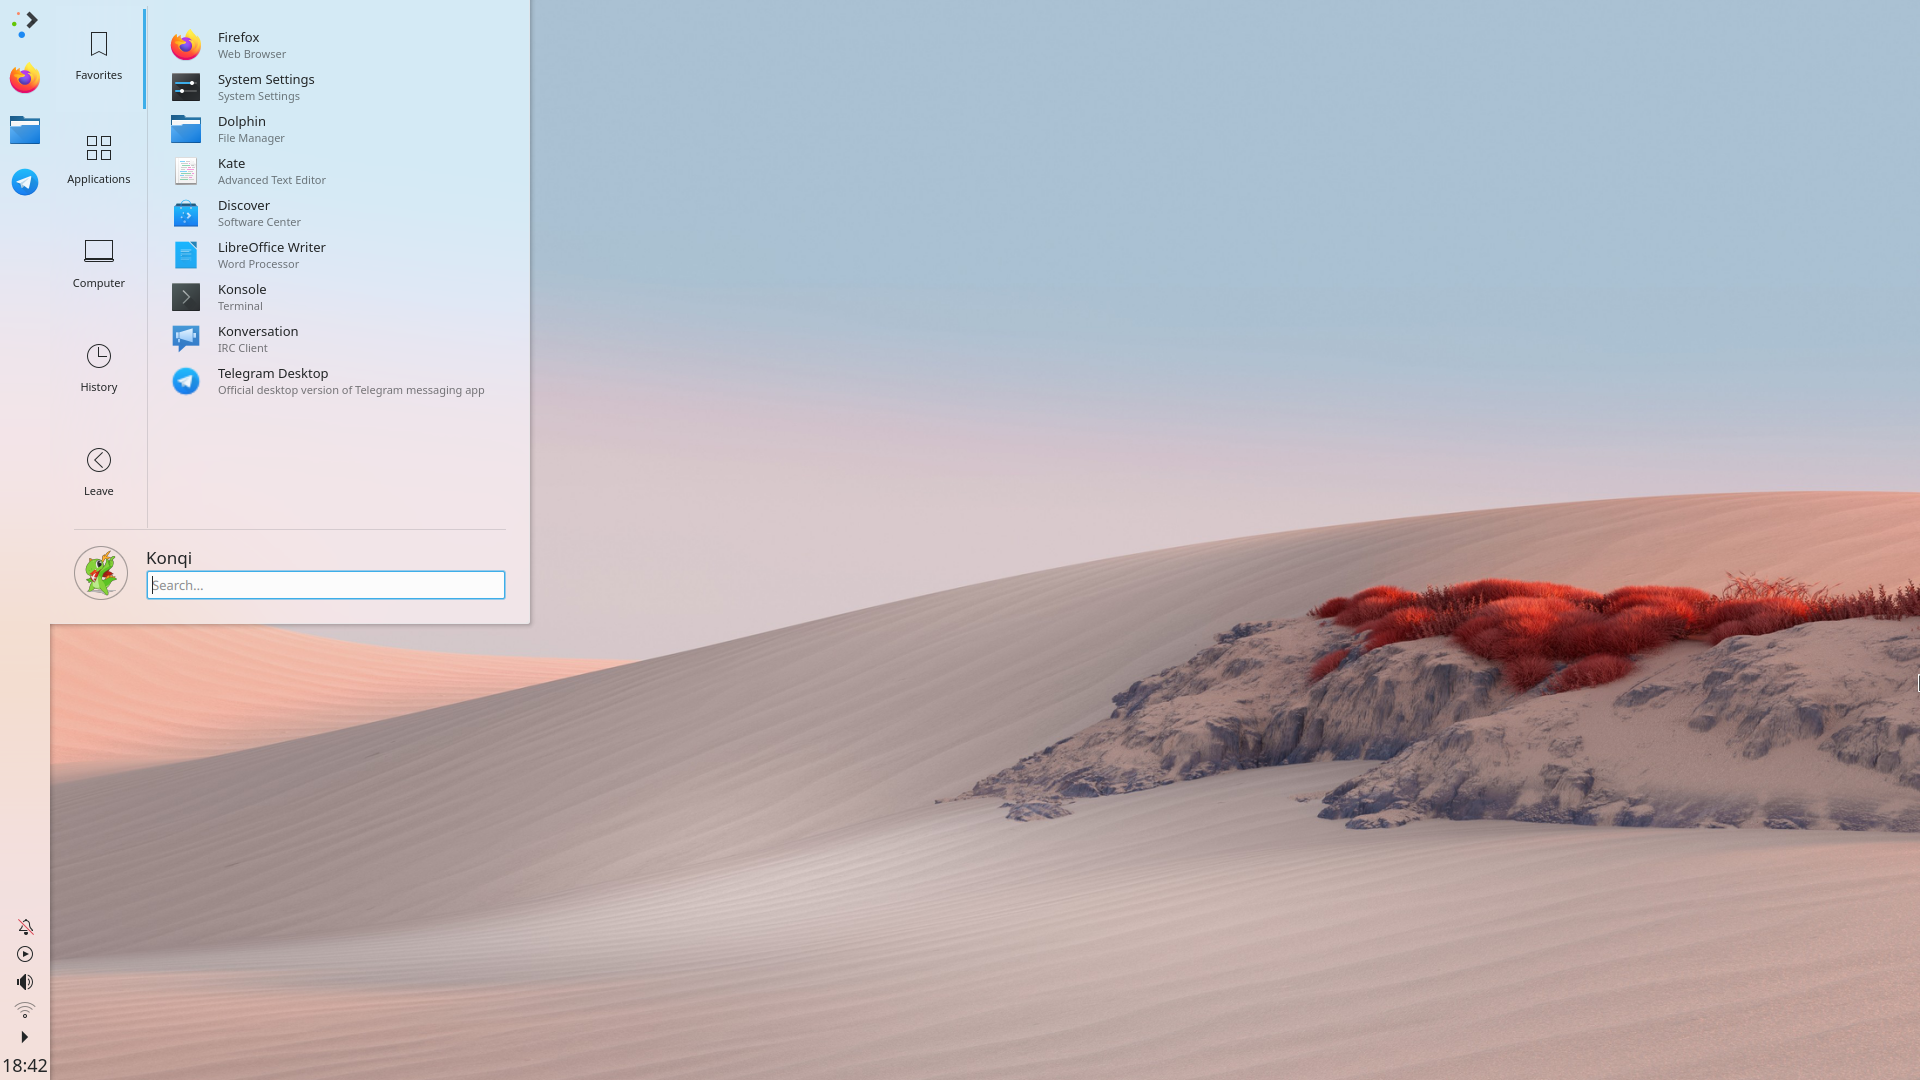 Favorites
Applications
Computer
History
Leave
Firefox
Web Browser
System Settings
System Settings
Dolphin
File Manager
Kate
Advanced Text Editor
Discover
Software Center
LibreOffice Writer
Word Processor
Konsole
Terminal
Konversation
IRC Client
Telegram Desktop
Official desktop version of Telegram messaging app
Konqi
Search...
18:42